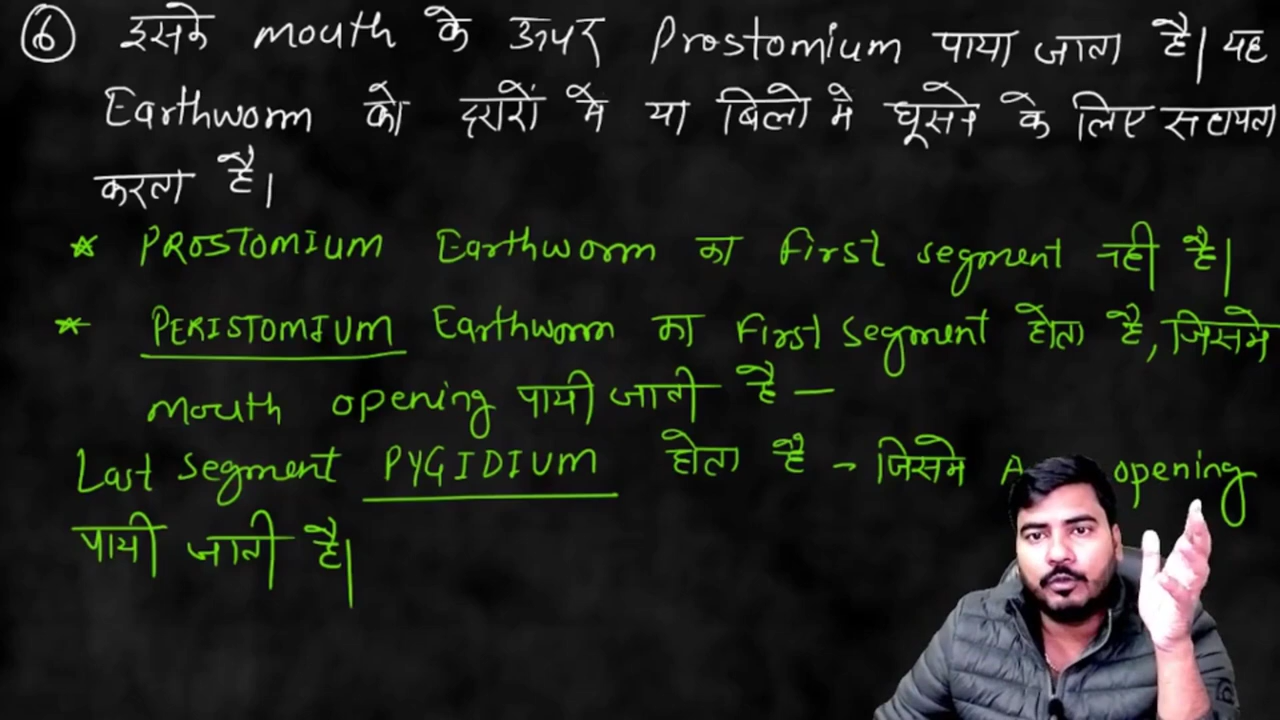 ⑥ इसके mouth के ऊपर Prostomium पाया जाता है। यह
Earthworm को दरारों में या बिलो मे घूसने के लिए सहायता
करता है।
* PROSTOMIUM Earthworm का first segment नही है।
* PERISTOMIUM Earthworm का First segment होता है, जिसमे
mouth opening पायी जाती है —
Last segment PYGIDIUM होता है - जिसमे opening
पायी जाती है।